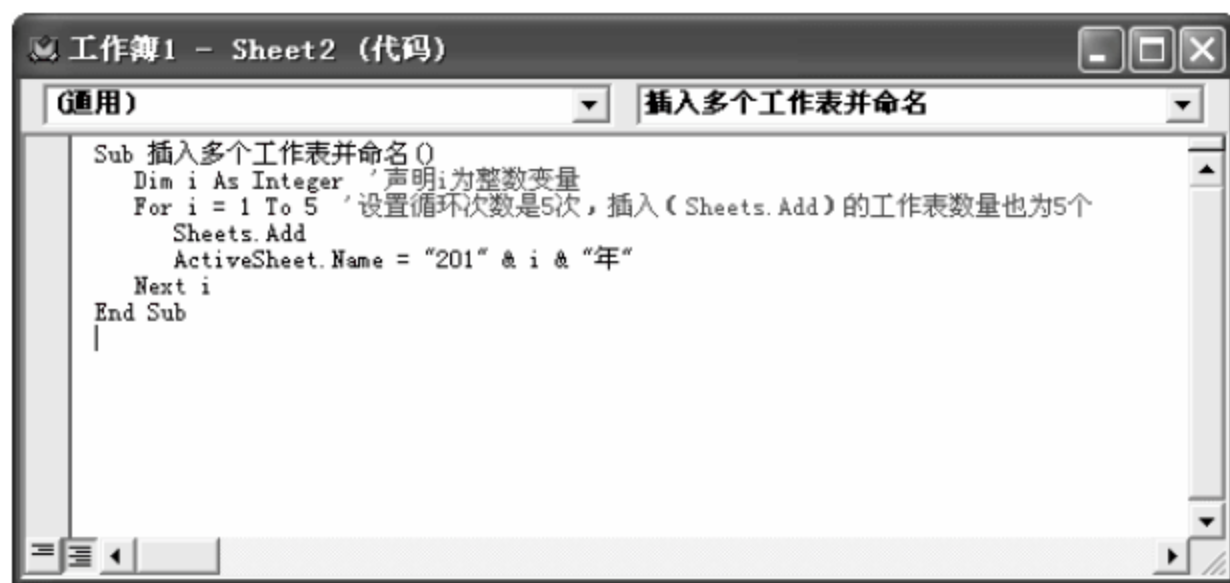 工作簿1 - Sheet2 (代码)
(通用)
插入多个工作表并命名
Sub 插入多个工作表并命名()
Dim i As Integer '声明i为整数变量
For i = 1 To 5 '设置循环次数是5次，插入(Sheets.Add)的工作表数量也为5个
Sheets.Add
ActiveSheet.Name = "201" & i & "年"
Next i
End Sub